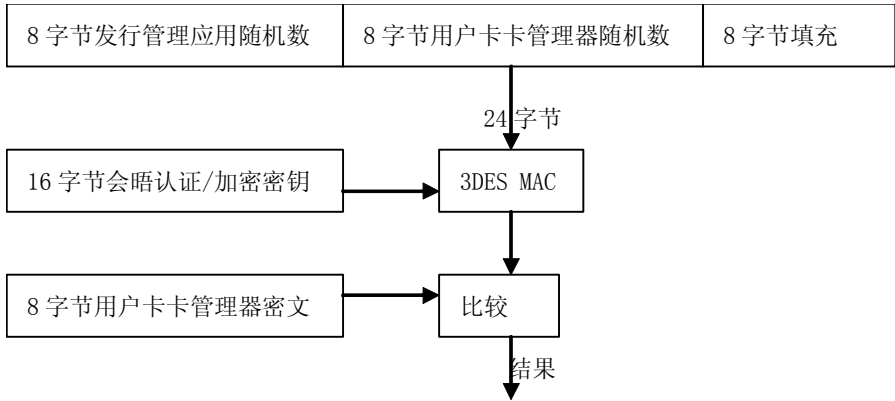 8 字节发行管理应用随机数 8 字节用户卡卡管理器随机数 8 字节填充
24 字节
16 字节会晤认证/加密密钥 3DES MAC
8 字节用户卡卡管理器密文 比较
结果